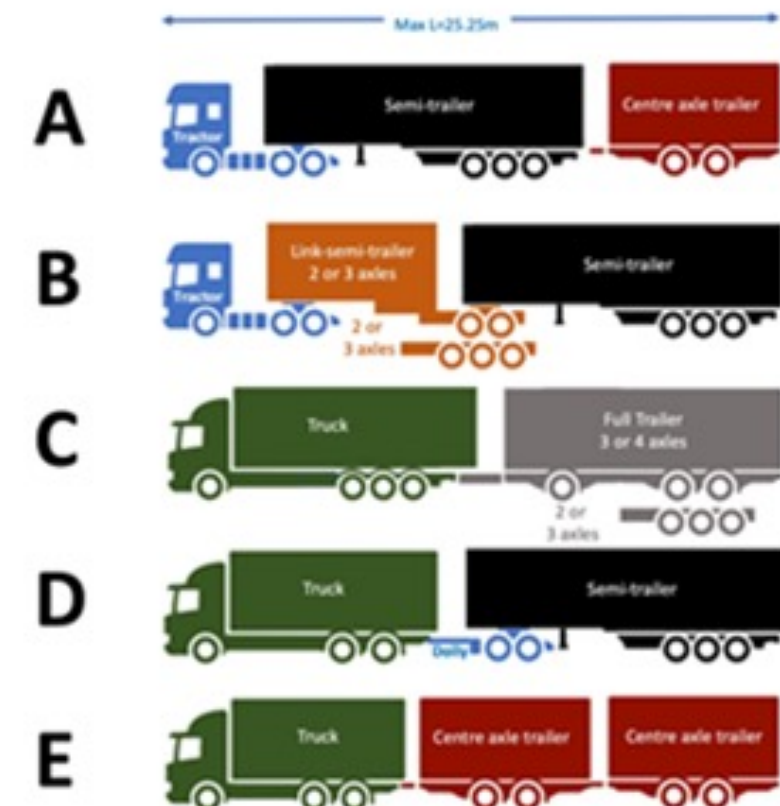 Max L=25.25m
A
Tractor
Semi-trailer
Centre axle trailer
B
Tractor
Link-semi-trailer
2 or 3 axles
2 or
3 axles
Semi-trailer
C
Truck
Full Trailer
3 or 4 axles
2 or
3 axles
D
Truck
Dolly
Semi-trailer
E
Truck
Centre axle trailer
Centre axle trailer